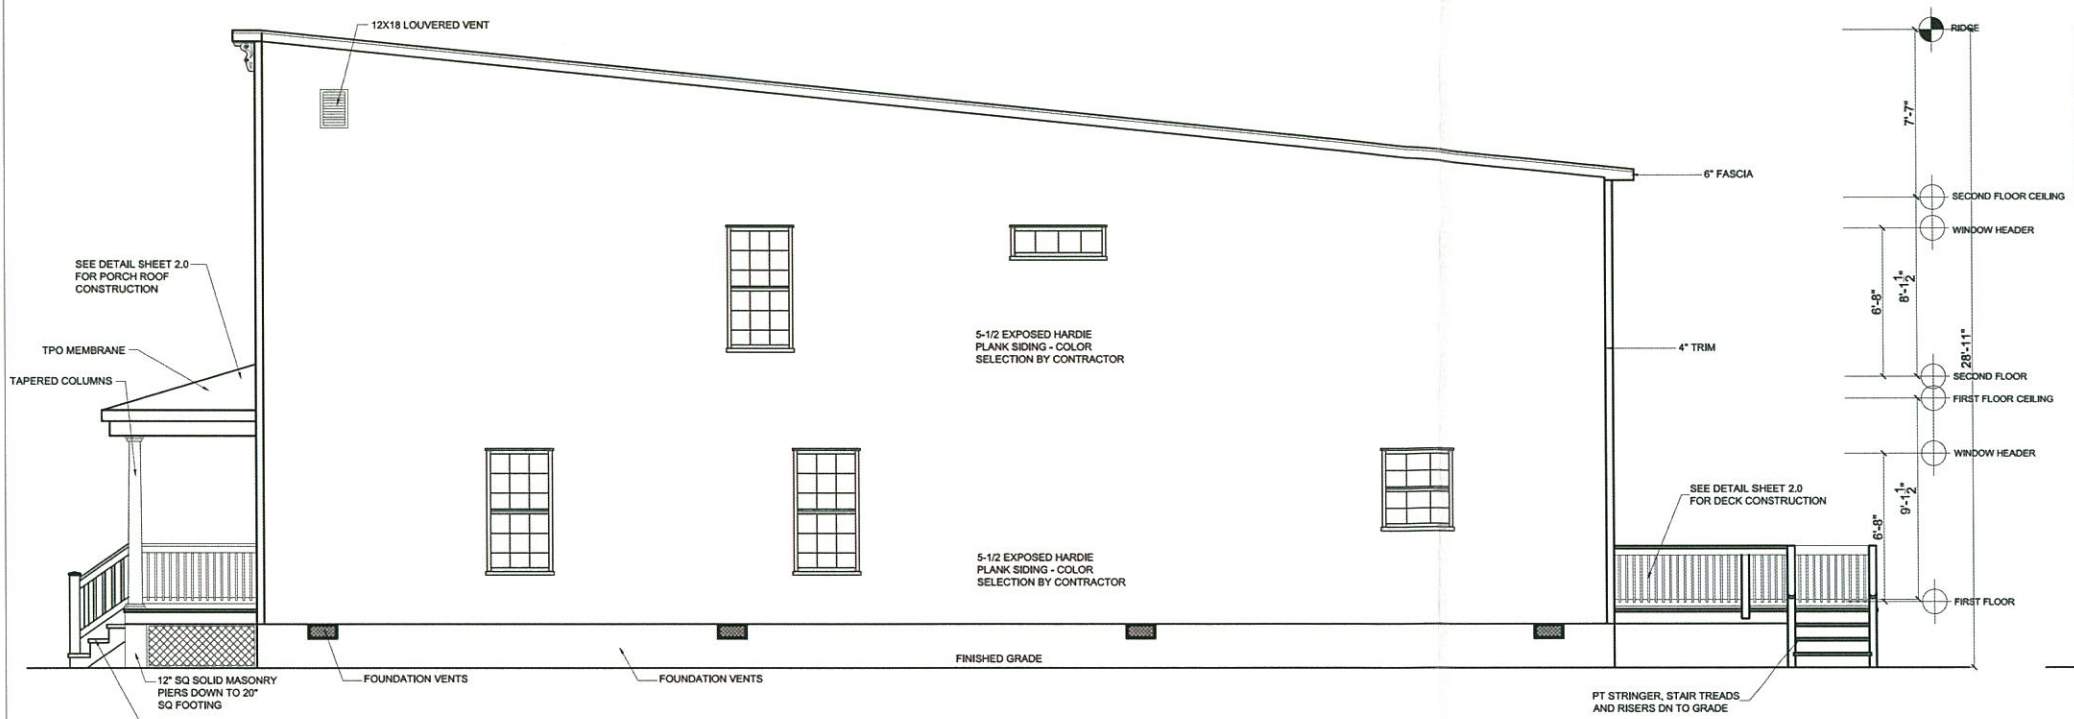 12X18 LOUVERED VENT
RIDGE
7'-7"
6" FASCIA
SECOND FLOOR CEILING
WINDOW HEADER
SEE DETAIL SHEET 2.0
FOR PORCH ROOF
CONSTRUCTION
6'-8"
8'-1 1/2"
5-1/2 EXPOSED HARDIE
PLANK SIDING - COLOR
SELECTION BY CONTRACTOR
TPO MEMBRANE
4" TRIM
28'-11"
TAPERED COLUMNS
SECOND FLOOR
FIRST FLOOR CEILING
WINDOW HEADER
SEE DETAIL SHEET 2.0
FOR DECK CONSTRUCTION
9'-1 1/2"
6'-8"
5-1/2 EXPOSED HARDIE
PLANK SIDING - COLOR
SELECTION BY CONTRACTOR
FIRST FLOOR
FINISHED GRADE
12" SQ SOLID MASONRY
PIERS DOWN TO 20"
SQ FOOTING
FOUNDATION VENTS
FOUNDATION VENTS
PT STRINGER, STAIR TREADS
AND RISERS DN TO GRADE